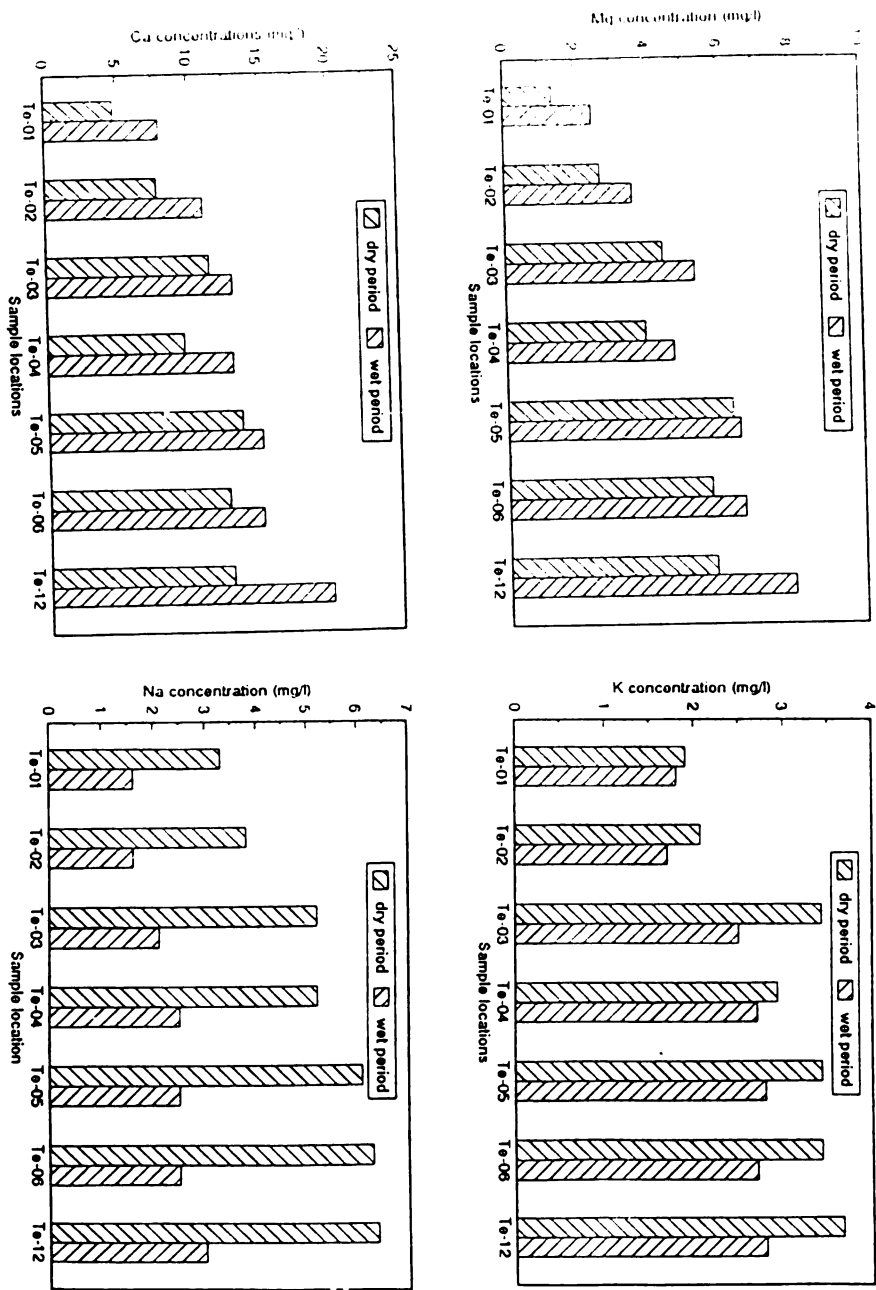 Ca concentrations (mg/l)
0
5
10
15
20
25
dry period
wet period
Te-01
Te-02
Te-03
Te-04
Te-05
Te-06
Te-12
Sample locations
Mg concentration (mg/l)
0
2
4
6
8
10
dry period
wet period
Te-01
Te-02
Te-03
Te-04
Te-05
Te-06
Te-12
Sample locations
Na concentration (mg/l)
0
1
2
3
4
5
6
7
dry period
wet period
Te-01
Te-02
Te-03
Te-04
Te-05
Te-06
Te-12
Sample location
K concentration (mg/l)
0
1
2
3
4
dry period
wet period
Te-01
Te-02
Te-03
Te-04
Te-05
Te-06
Te-12
Sample locations